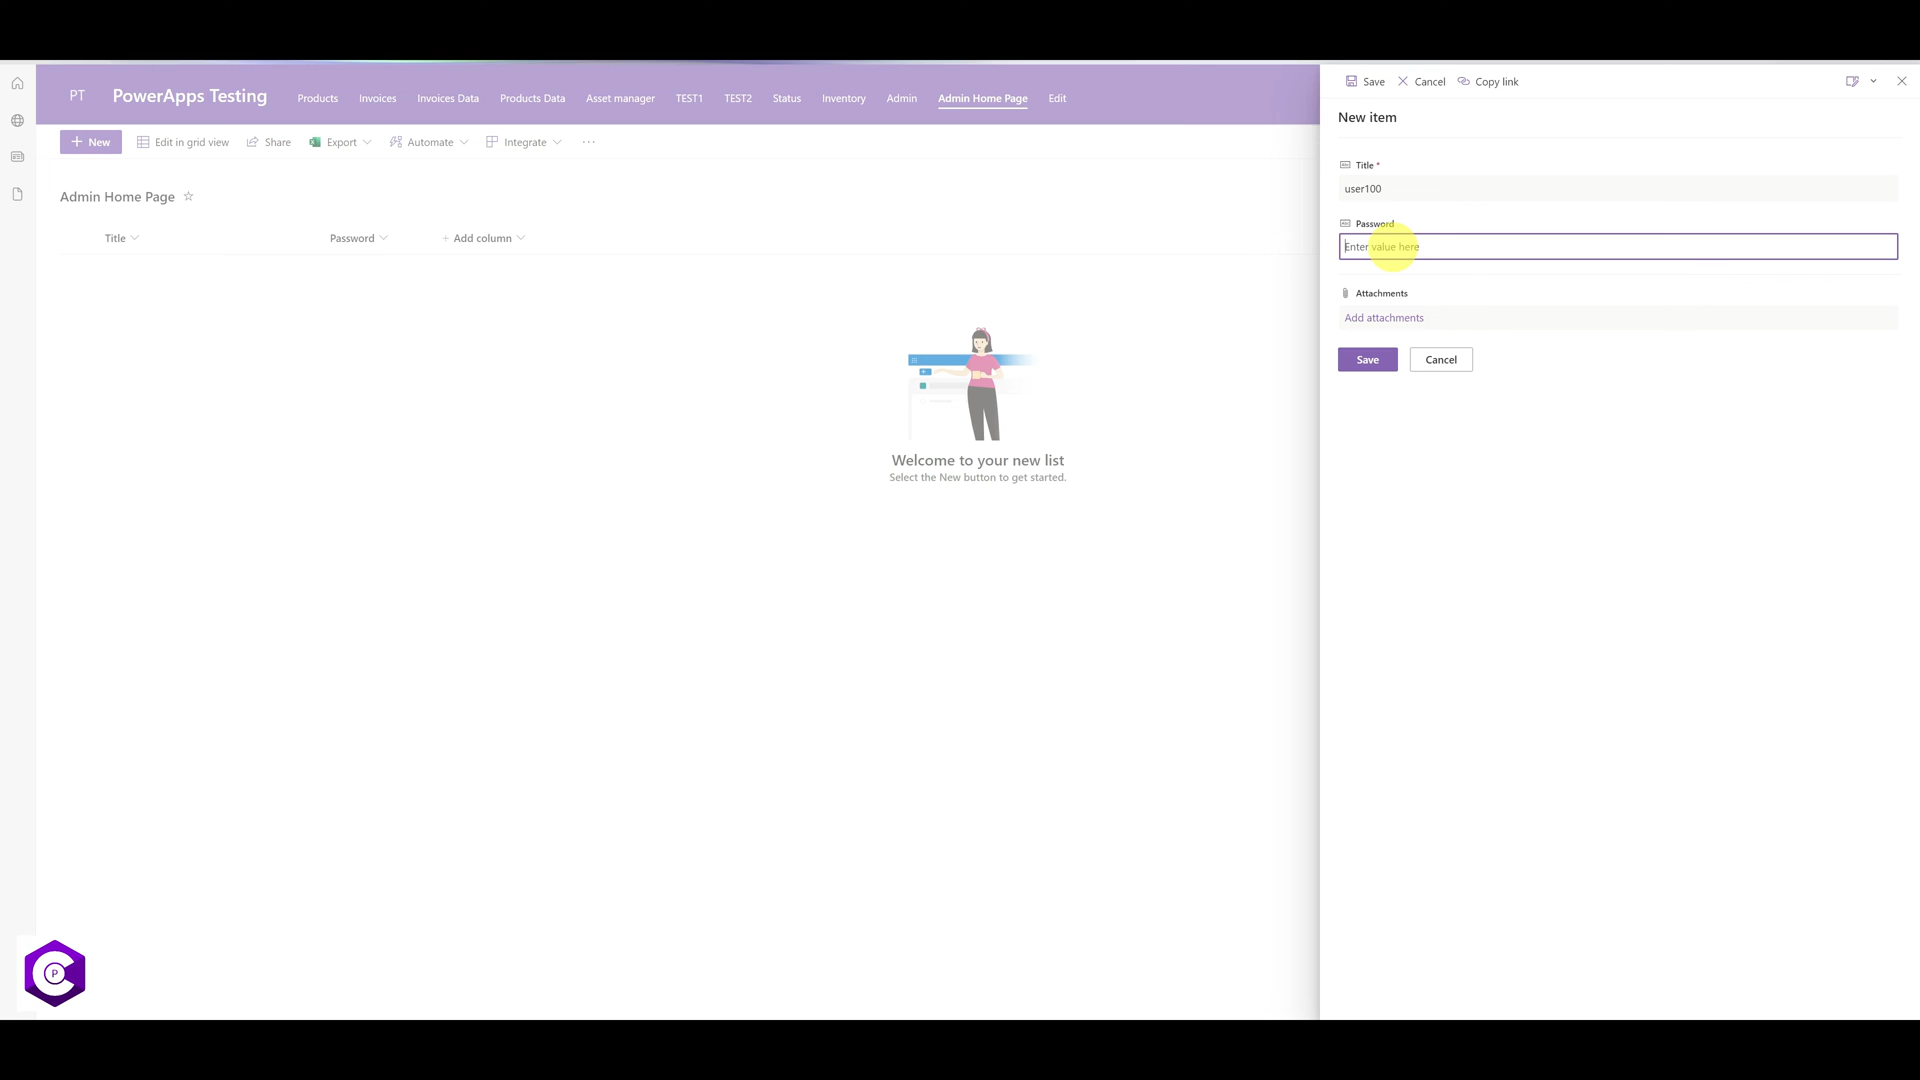 PT PowerApps Testing Products Invoices Invoices Data Products Data Asset manager TEST1 TEST2 Status Inventory Admin Admin Home Page Edit
New Edit in grid view Share Export Automate Integrate ...
Admin Home Page
Title Password + Add column
Welcome to your new list
Select the New button to get started.
Save Cancel Copy link
New item
Title *
user100
Password
Enter value here
Attachments
Add attachments
Save Cancel
P